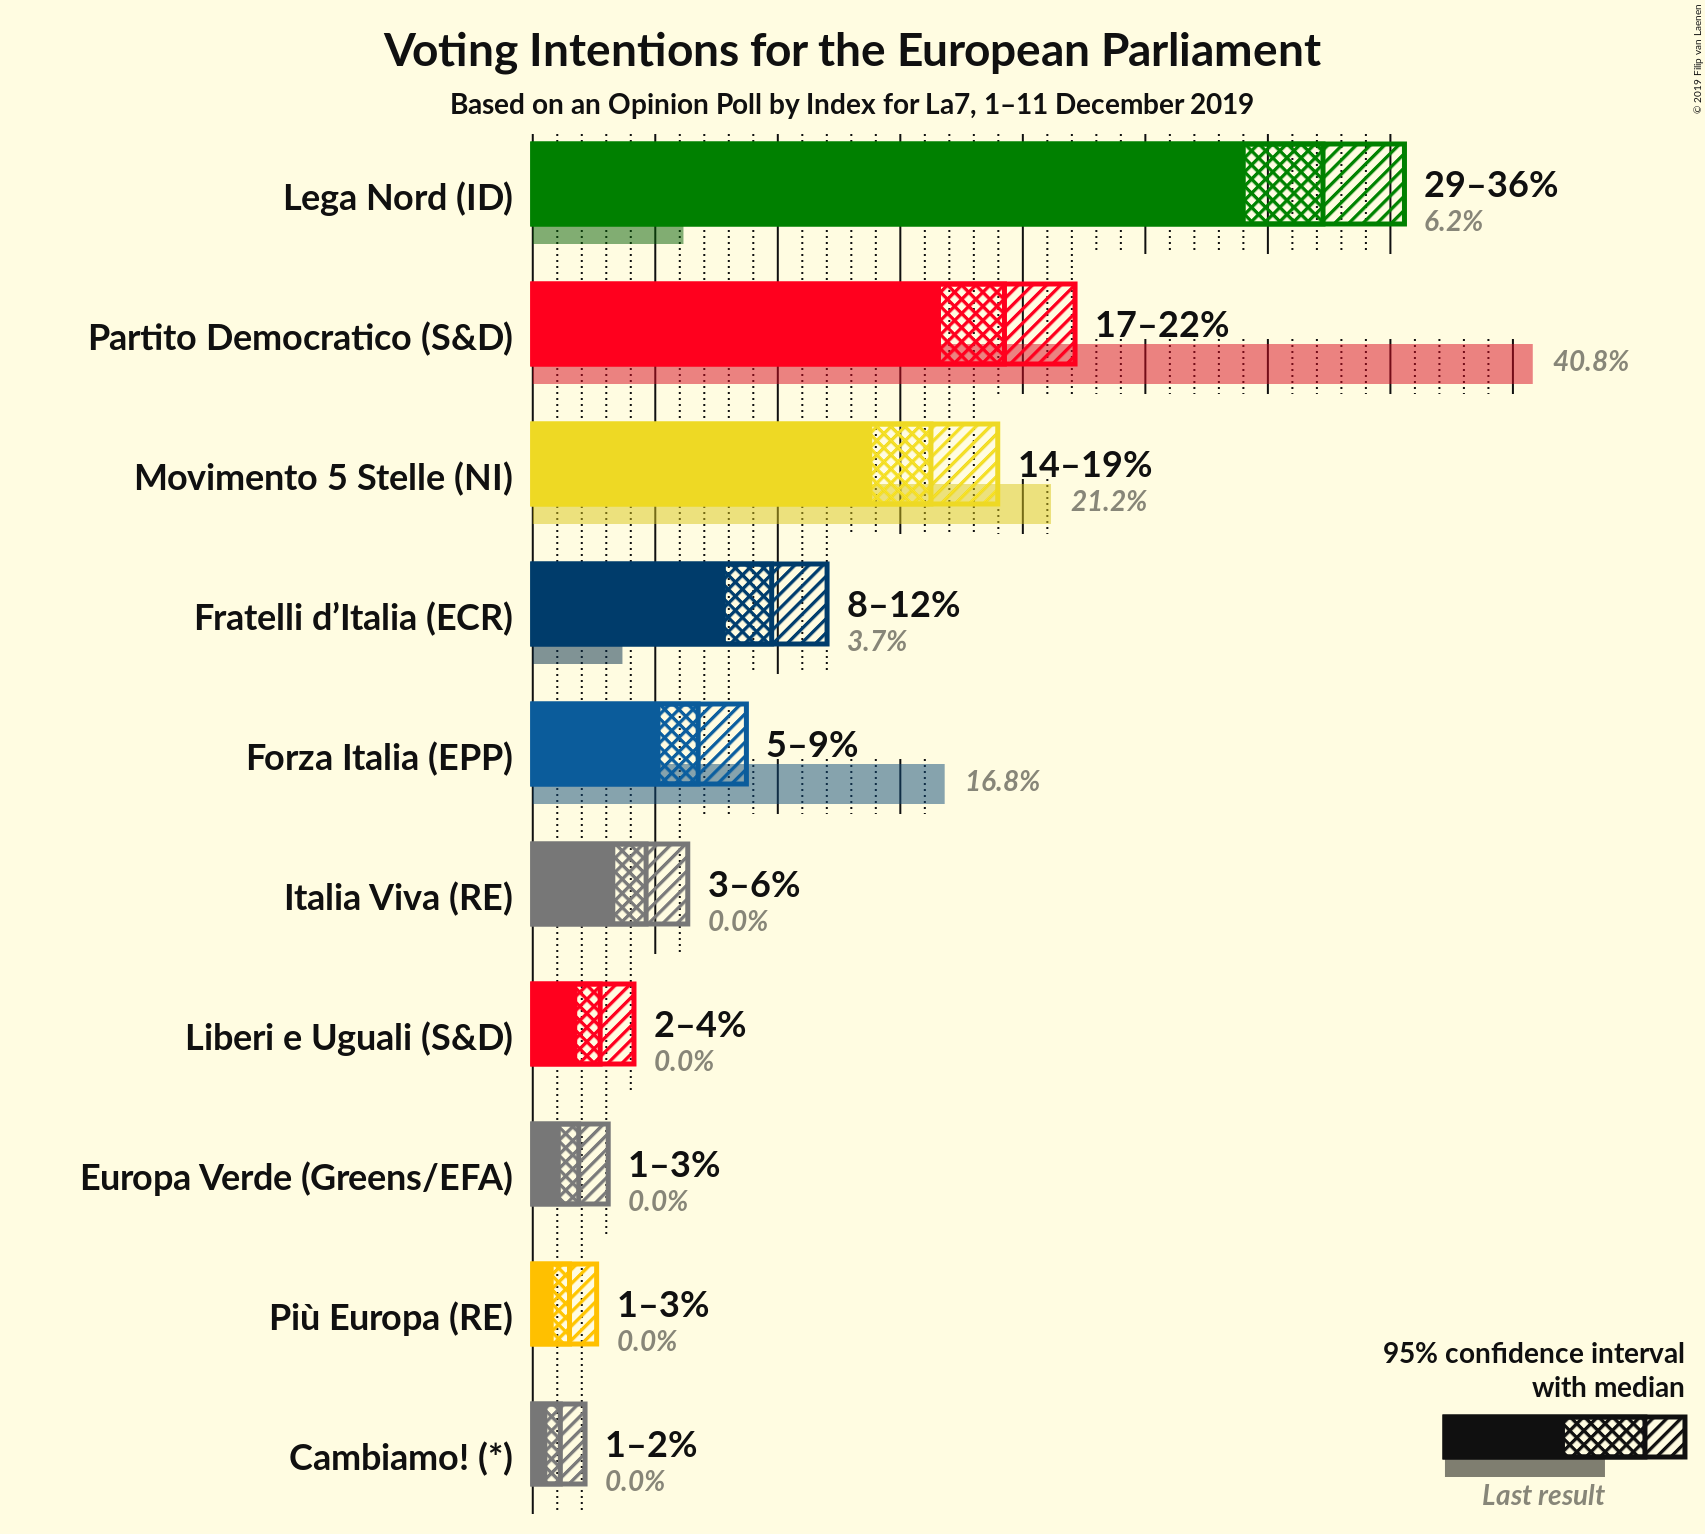 Voting Intentions for the European Parliament
Based on an Opinion Poll by Index for La7, 1–11 December 2019
© 2019 Filip van Laenen
Lega Nord (ID)
29–36%
6.2%
Partito Democratico (S&D)
17–22%
40.8%
Movimento 5 Stelle (NI)
14–19%
21.2%
Fratelli d’Italia (ECR)
8–12%
3.7%
Forza Italia (EPP)
5–9%
16.8%
Italia Viva (RE)
3–6%
0.0%
Liberi e Uguali (S&D)
2–4%
0.0%
Europa Verde (Greens/EFA)
1–3%
0.0%
Più Europa (RE)
1–3%
0.0%
Cambiamo! (*)
1–2%
0.0%
95% confidence interval
with median
Last result